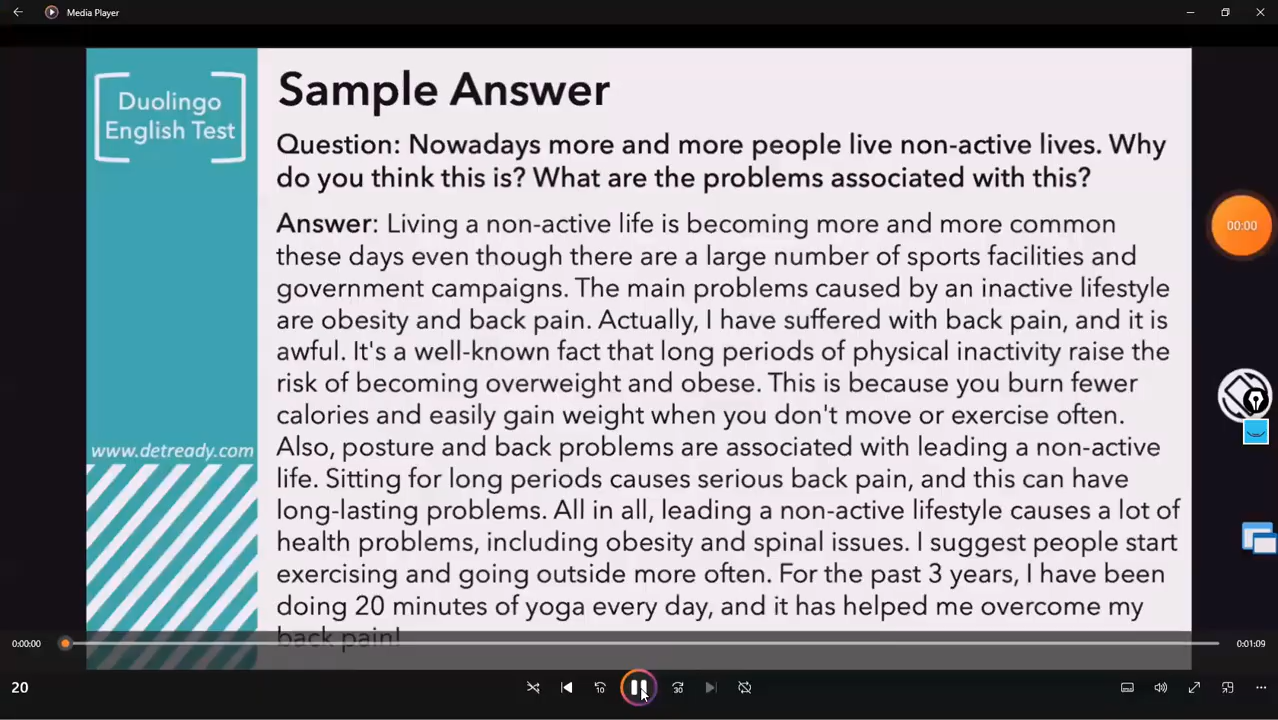 Media Player
Duolingo
English Test
Sample Answer
Question: Nowadays more and more people live non-active lives. Why
do you think this is? What are the problems associated with this?
Answer: Living a non-active life is becoming more and more common
these days even though there are a large number of sports facilities and
government campaigns. The main problems caused by an inactive lifestyle
are obesity and back pain. Actually, I have suffered with back pain, and it is
awful. It's a well-known fact that long periods of physical inactivity raise the
risk of becoming overweight and obese. This is because you burn fewer
calories and easily gain weight when you don't move or exercise often.
Also, posture and back problems are associated with leading a non-active
life. Sitting for long periods causes serious back pain, and this can have
long-lasting problems. All in all, leading a non-active lifestyle causes a lot of
health problems, including obesity and spinal issues. I suggest people start
exercising and going outside more often. For the past 3 years, I have been
doing 20 minutes of yoga every day, and it has helped me overcome my
back pain!
www.detready.com
00:00
0:00:00
0:01:09
20
10
30